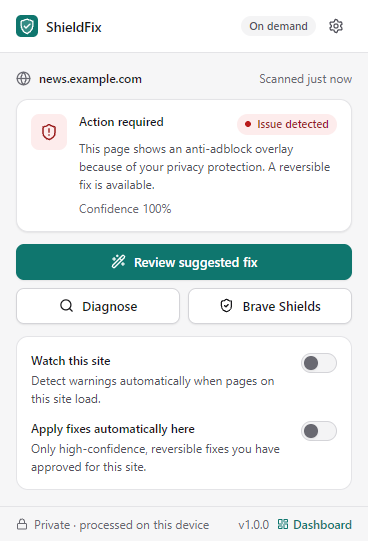 ShieldFix
On demand
news.example.com
Scanned just now
Action required
Issue detected
This page shows an anti-adblock overlay
because of your privacy protection. A reversible
fix is available.
Confidence 100%
Review suggested fix
Diagnose
Brave Shields
Watch this site
Detect warnings automatically when pages on
this site load.
Apply fixes automatically here
Only high-confidence, reversible fixes you have
approved for this site.
Private · processed on this device
v1.0.0
Dashboard